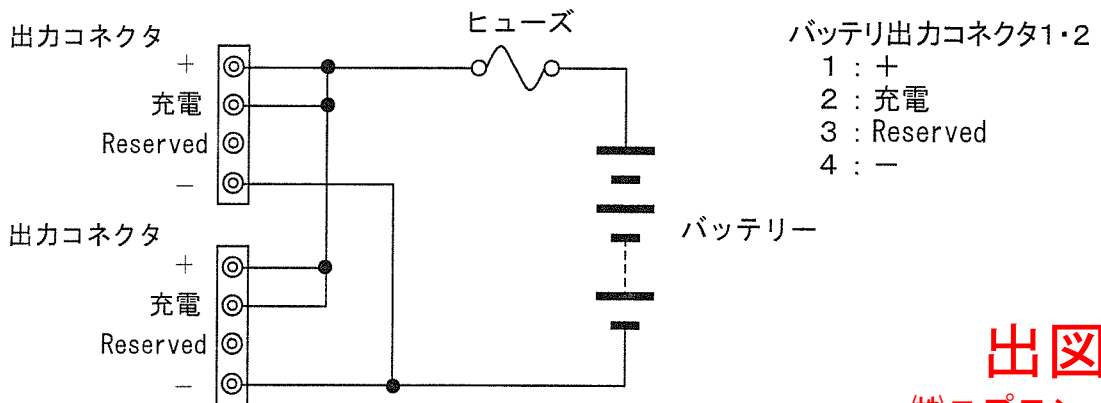 出力コネクタ
+
充電
Reserved
−
ヒューズ
バッテリ出力コネクタ1・2
1 : +
2 : 充電
3 : Reserved
4 : −
出力コネクタ
+
充電
Reserved
−
バッテリー
出図